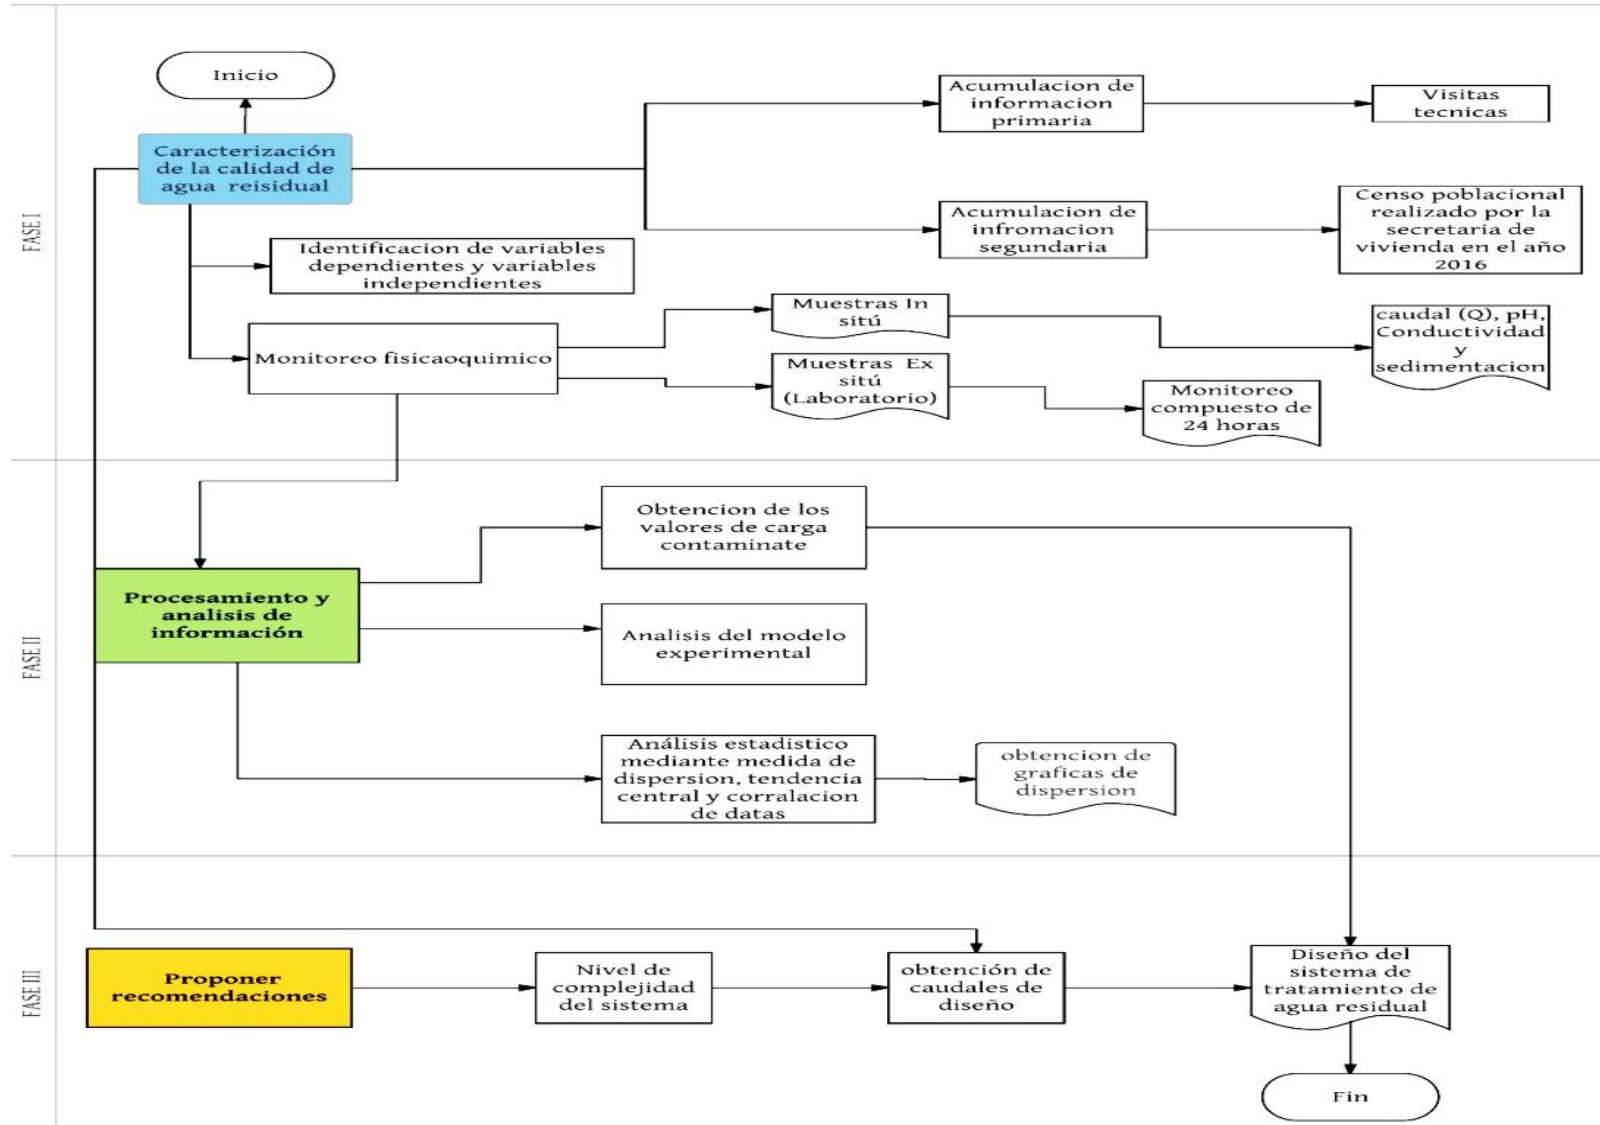 FASE I
Inicio
Caracterización
de la calidad de
agua reisidual
Acumulacion de
informacion
primaria
Visitas
tecnicas
Acumulacion de
infromacion
segundaria
Censo poblacional
realizado por la
secretaria de
vivienda en el año
2016
Identificacion de variables
dependientes y variables
independientes
Monitoreo fisicaoquimico
Muestras In
sitú
caudal (Q), pH,
Conductividad
y
sedimentacion
Muestras Ex
sitú
(Laboratorio)
Monitoreo
compuesto de
24 horas
FASE II
Procesamiento y
analisis de
información
Obtencion de los
valores de carga
contaminate
Analisis del modelo
experimental
Análisis estadistico
mediante medida de
dispersion, tendencia
central y corralacion
de datas
obtencion de
graficas de
dispersion
FASE III
Proponer
recomendaciones
Nivel de
complejidad
del sistema
obtención de
caudales de
diseño
Diseño del
sistema de
tratamiento de
agua residual
Fin